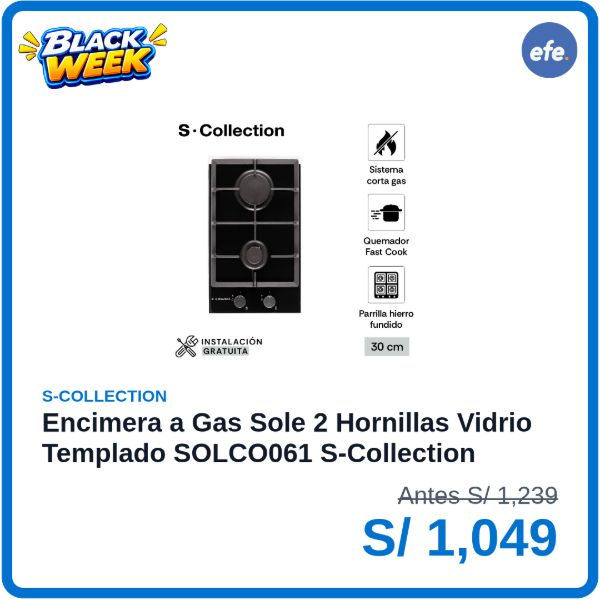 BLACK
WEEK
efe.
S·Collection
Sistema
corta gas
Quemador
Fast Cook
Parrilla hierro
fundido
30 cm
INSTALACIÓN
GRATUITA
S-COLLECTION
Encimera a Gas Sole 2 Hornillas Vidrio
Templado SOLCO061 S-Collection
Antes S/ 1,239
S/ 1,049